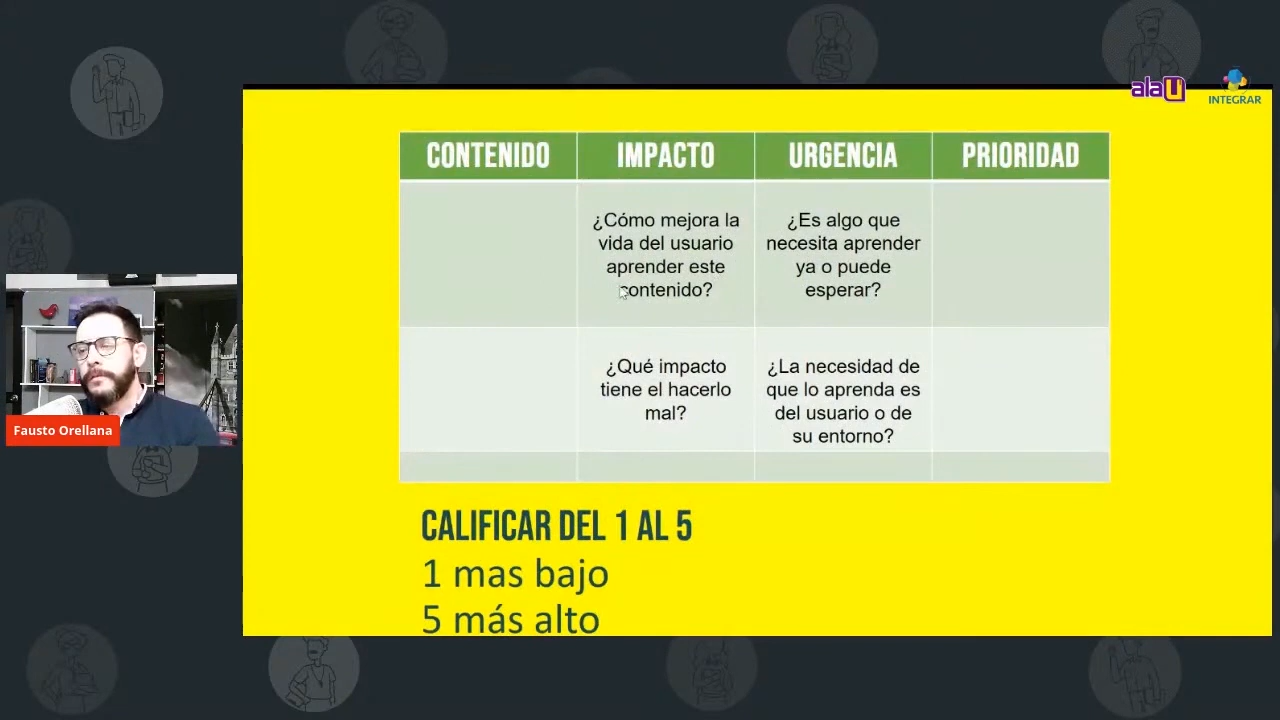 alaU
INTEGRAR
CONTENIDO
IMPACTO
URGENCIA
PRIORIDAD
¿Cómo mejora la
vida del usuario
aprender este
contenido?
¿Es algo que
necesita aprender
ya o puede
esperar?
¿Qué impacto
tiene el hacerlo
mal?
¿La necesidad de
que lo aprenda es
del usuario o de
su entorno?
Fausto Orellana
CALIFICAR DEL 1 AL 5
1 mas bajo
5 más alto